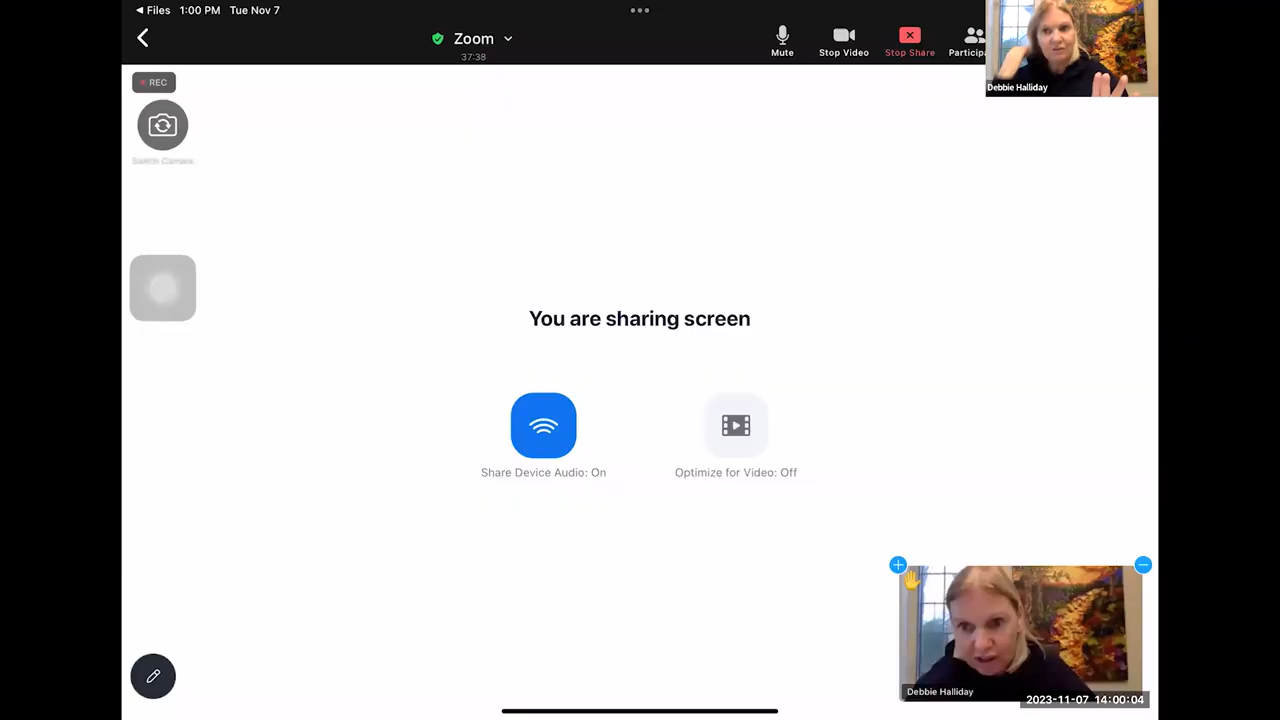 Files 1:00 PM Tue Nov 7
Zoom
37:38
Mute
Stop Video
Stop Share
Particip
Debbie Halliday
REC
Switch Camera
You are sharing screen
Share Device Audio: On
Optimize for Video: Off
Debbie Halliday
2023-11-07 14:00:04